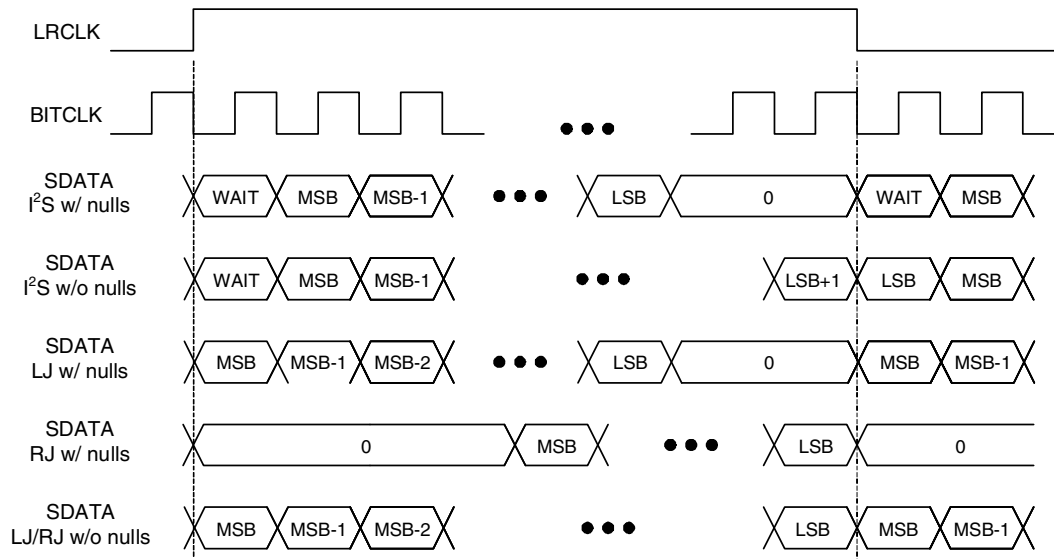 LRCLK
BITCLK
SDATA
I²S w/ nulls
WAIT MSB MSB-1 LSB 0 WAIT MSB
SDATA
I²S w/o nulls
WAIT MSB MSB-1 LSB+1 LSB MSB
SDATA
LJ w/ nulls
MSB MSB-1 MSB-2 LSB 0 MSB MSB-1
SDATA
RJ w/ nulls
0 MSB LSB 0
SDATA
LJ/RJ w/o nulls
MSB MSB-1 MSB-2 LSB MSB MSB-1